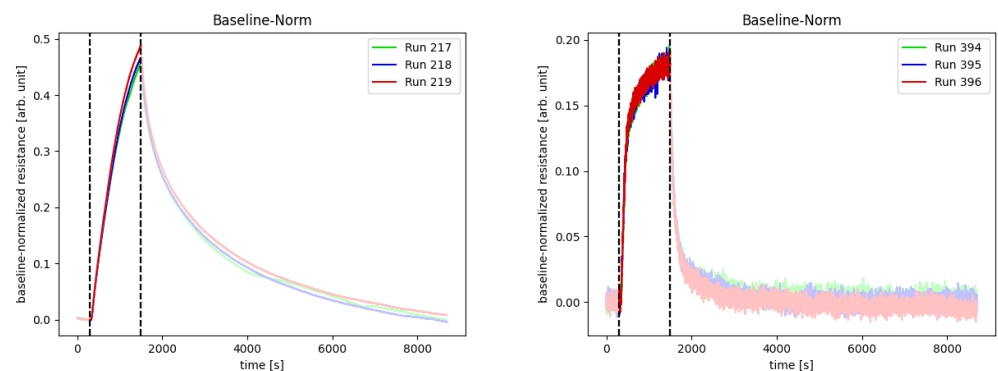 Baseline-Norm
baseline-normalized resistance [arb. unit]
0.5
0.4
0.3
0.2
0.1
0.0
Run 217
Run 218
Run 219
0
2000
4000
6000
8000
time [s]
Baseline-Norm
baseline-normalized resistance [arb. unit]
0.20
0.15
0.10
0.05
0.00
Run 394
Run 395
Run 396
0
2000
4000
6000
8000
time [s]